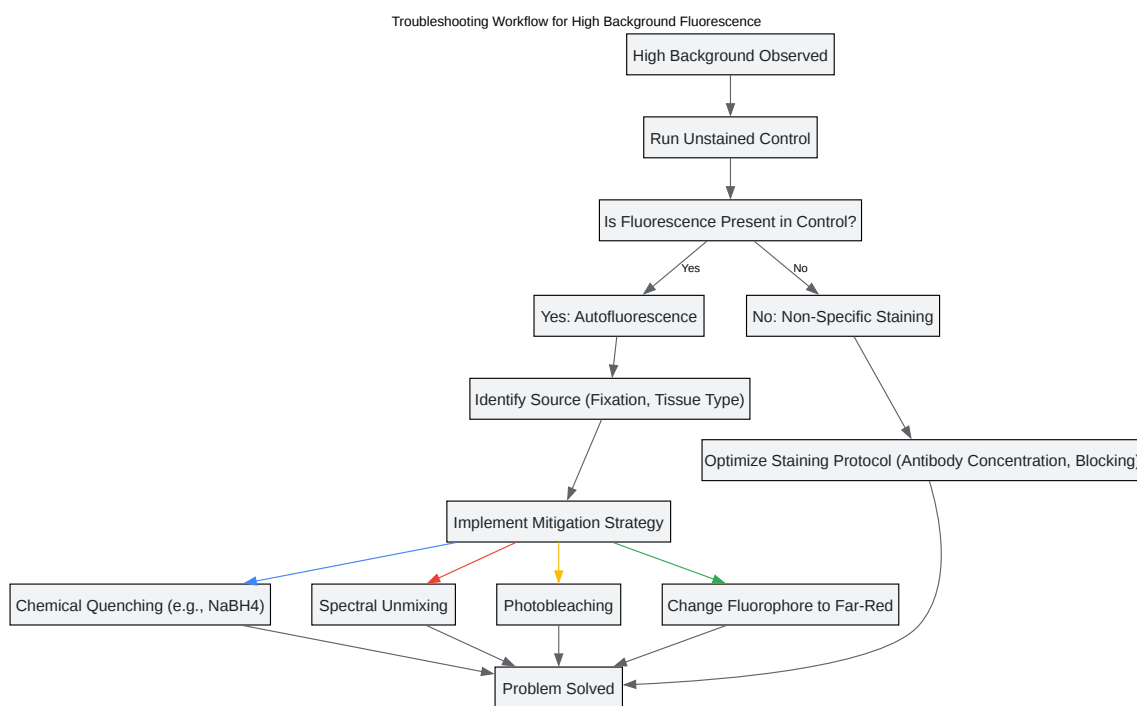 Troubleshooting Workflow for High Background Fluorescence
High Background Observed
Run Unstained Control
Is Fluorescence Present in Control?
Yes
No
Yes: Autofluorescence
No: Non-Specific Staining
Identify Source (Fixation, Tissue Type)
Optimize Staining Protocol (Antibody Concentration, Blocking)
Implement Mitigation Strategy
Chemical Quenching (e.g., NaBH4)
Spectral Unmixing
Photobleaching
Change Fluorophore to Far-Red
Problem Solved